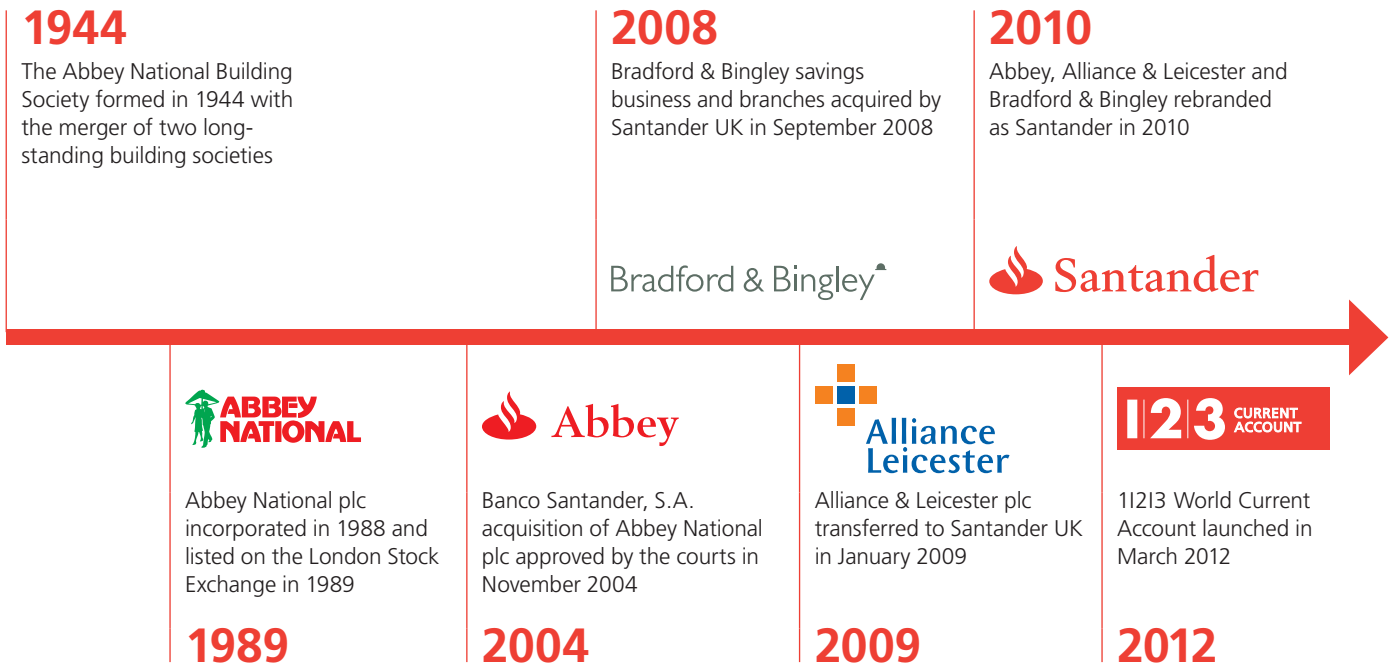 1944
The Abbey National Building
Society formed in 1944 with
the merger of two long-
standing building societies
2008
Bradford & Bingley savings
business and branches acquired by
Santander UK in September 2008
Bradford & Bingley
2010
Abbey, Alliance & Leicester and
Bradford & Bingley rebranded
as Santander in 2010
Santander
ABBEY
NATIONAL
Abbey National plc
incorporated in 1988 and
listed on the London Stock
Exchange in 1989
1989
Abbey
Banco Santander, S.A.
acquisition of Abbey National
plc approved by the courts in
November 2004
2004
Alliance
Leicester
Alliance & Leicester plc
transferred to Santander UK
in January 2009
2009
1|2|3 CURRENT
ACCOUNT
1I2I3 World Current
Account launched in
March 2012
2012